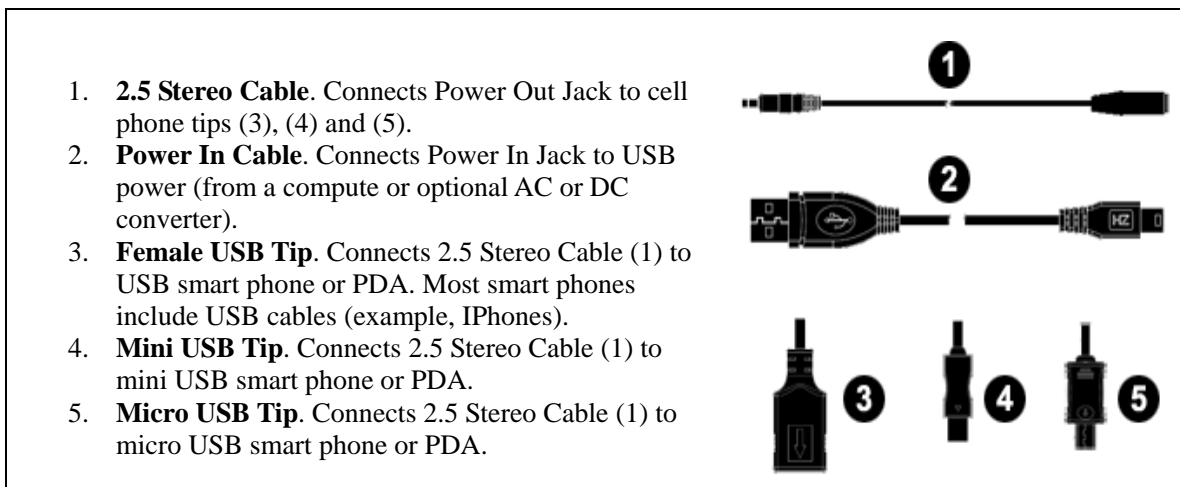 1. 2.5 Stereo Cable. Connects Power Out Jack to cell
phone tips (3), (4) and (5).
2. Power In Cable. Connects Power In Jack to USB
power (from a compute or optional AC or DC
converter).
3. Female USB Tip. Connects 2.5 Stereo Cable (1) to
USB smart phone or PDA. Most smart phones
include USB cables (example, IPhones).
4. Mini USB Tip. Connects 2.5 Stereo Cable (1) to
mini USB smart phone or PDA.
5. Micro USB Tip. Connects 2.5 Stereo Cable (1) to
micro USB smart phone or PDA.
1
2
HZ
3
4
5